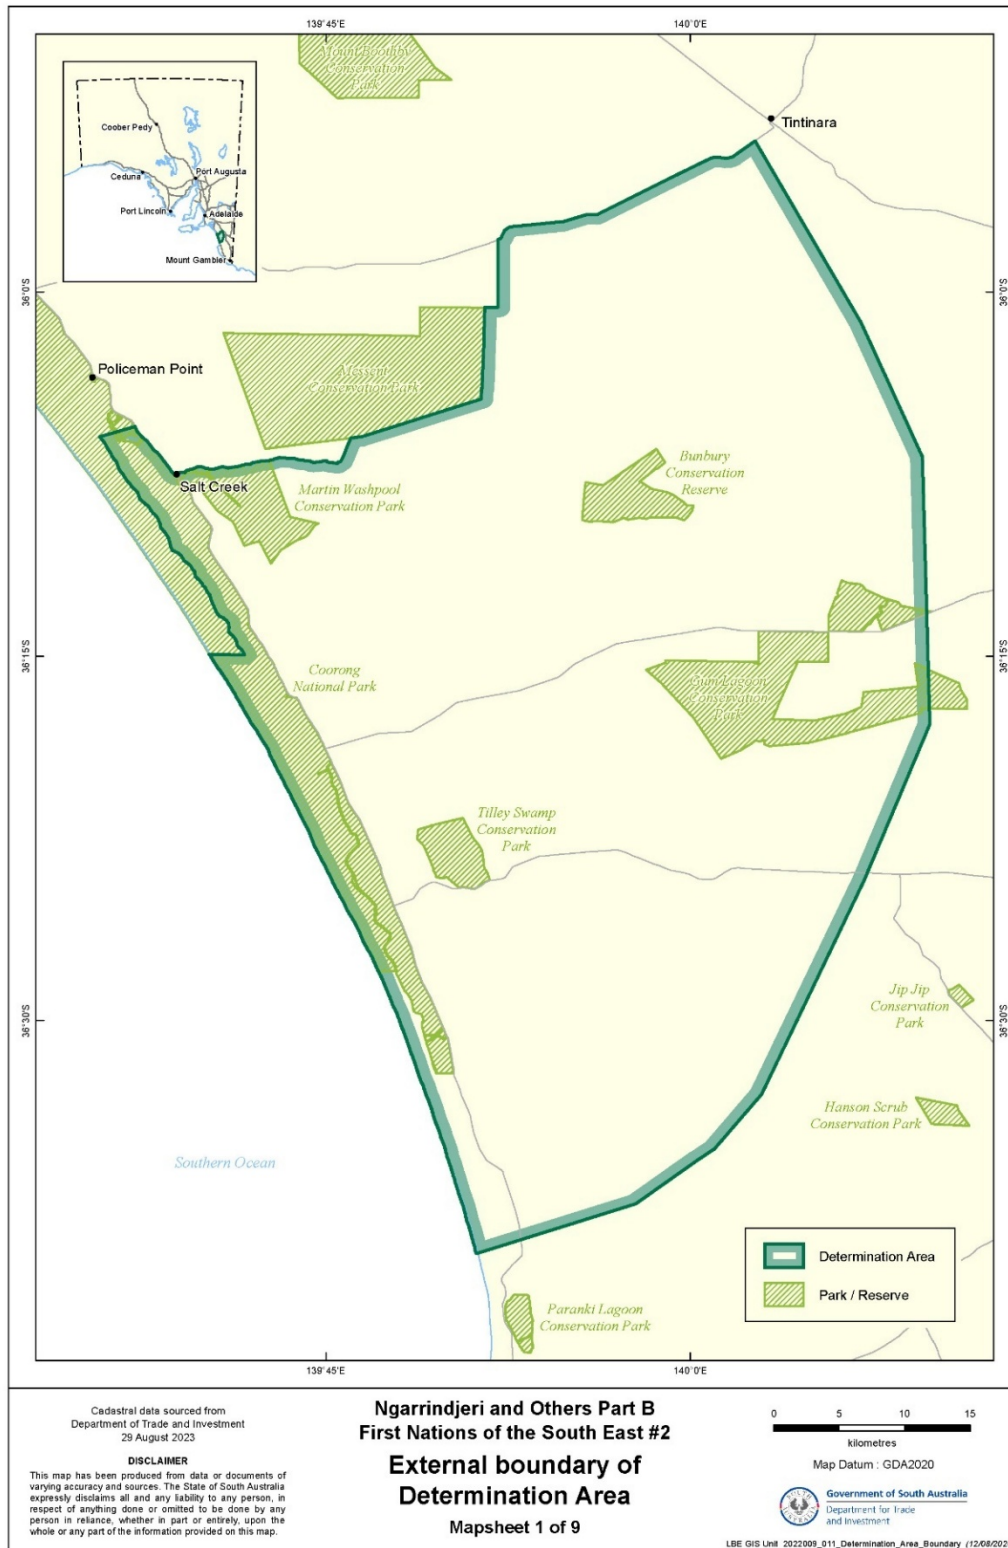 139°45'E
140°0'E
Mount Boothby
Conservation
Park
Tintinara
Coober Pedy
Ceduna
Port Augusta
Port Lincoln
Adelaide
Mount Gambier
36°0'S
36°0'S
Policeman Point
Messent
Conservation Park
Salt Creek
Martin Washpool
Conservation Park
Bunbury
Conservation
Reserve
36°15'S
36°15'S
Coorong
National Park
Gum Lagoon
Conservation
Park
Tilley Swamp
Conservation
Park
Jip Jip
Conservation
Park
36°30'S
36°30'S
Hanson Scrub
Conservation Park
Southern Ocean
Determination Area
Park / Reserve
Paranki Lagoon
Conservation Park
139°45'E
140°0'E
Cadastral data sourced from
Department of Trade and Investment
29 August 2023
DISCLAIMER
This map has been produced from data or documents of
varying accuracy and sources. The State of South Australia
expressly disclaims all and any liability to any person, in
respect of anything done or omitted to be done by any
person in reliance, whether in part or entirely, upon the
whole or any part of the information provided on this map.
Ngarrindjeri and Others Part B
First Nations of the South East #2
External boundary of
Determination Area
Mapsheet 1 of 9
0 5 10 15
kilometres
Map Datum : GDA2020
Government of South Australia
Department for Trade
and Investment
LBE GIS Unit 2022009_011_Determination_Area_Boundary